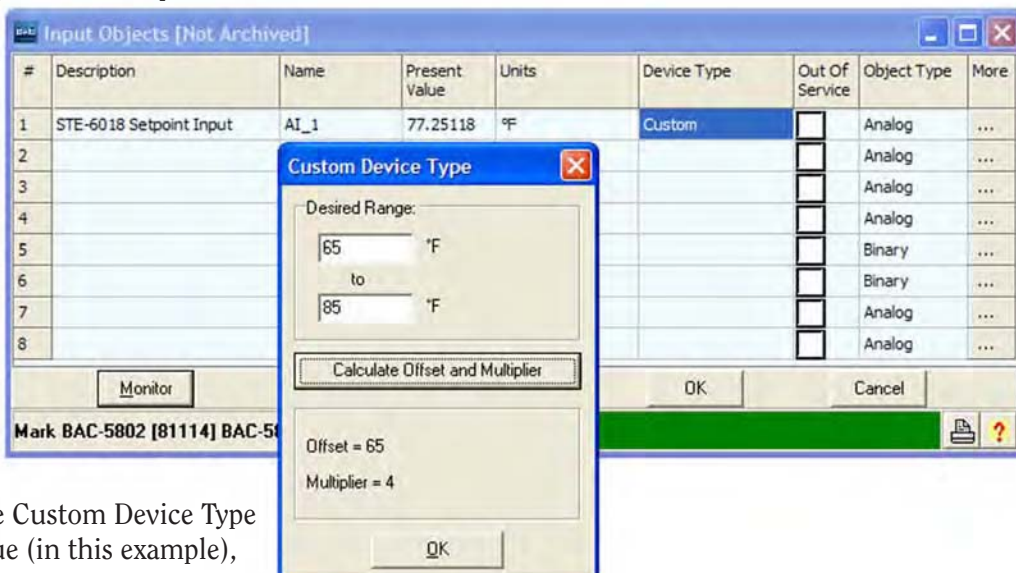 Input Objects [Not Archived]
# Description Name Present Value Units Device Type Out Of Service Object Type More
1 STE-6018 Setpoint Input AI_1 77.25118 °F Custom Analog ...
2 Analog ...
3 Analog ...
4 Analog ...
5 Binary ...
6 Binary ...
7 Analog ...
8 Analog ...
Custom Device Type
Desired Range:
65 °F
to
85 °F
Calculate Offset and Multiplier
Offset = 65
Multiplier = 4
OK
Monitor OK Cancel
Mark BAC-5802 [81114] BAC-58
?
e Custom Device Type
ue (in this example),